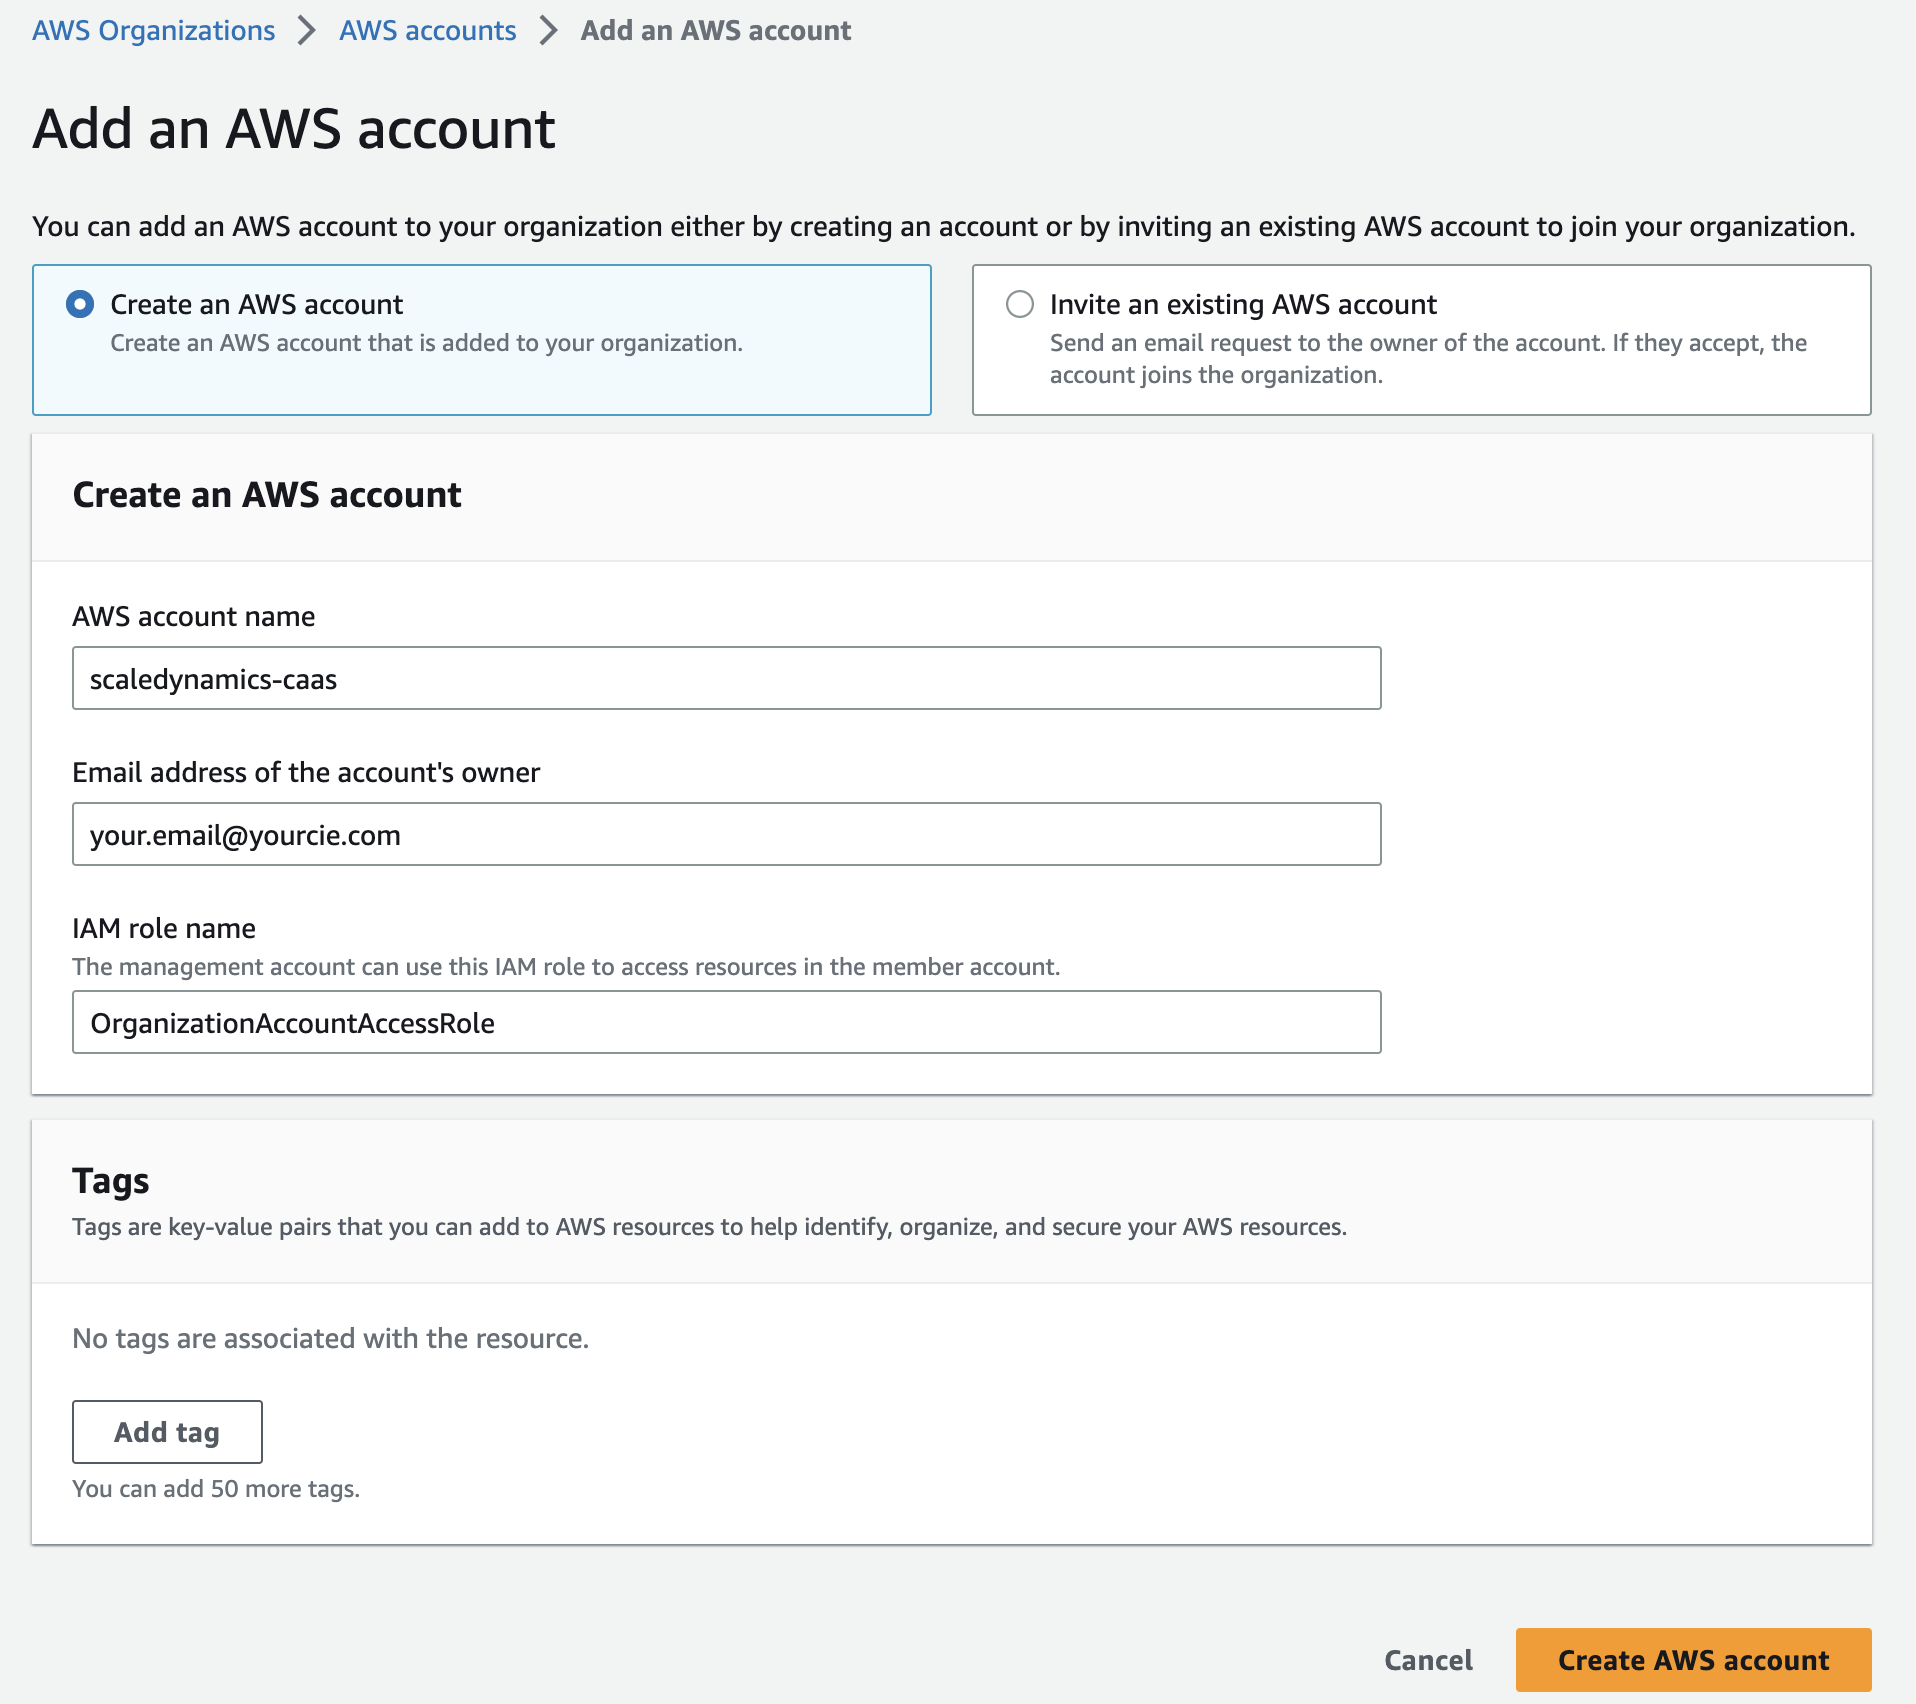 AWS Organizations > AWS accounts > Add an AWS account
Add an AWS account
You can add an AWS account to your organization either by creating an account or by inviting an existing AWS account to join your organization.
Create an AWS account
Create an AWS account that is added to your organization.
Invite an existing AWS account
Send an email request to the owner of the account. If they accept, the
account joins the organization.
Create an AWS account
AWS account name
scaledynamics-caas
Email address of the account's owner
your.email@yourcie.com
IAM role name
The management account can use this IAM role to access resources in the member account.
OrganizationAccountAccessRole
Tags
Tags are key-value pairs that you can add to AWS resources to help identify, organize, and secure your AWS resources.
No tags are associated with the resource.
Add tag
You can add 50 more tags.
Cancel
Create AWS account